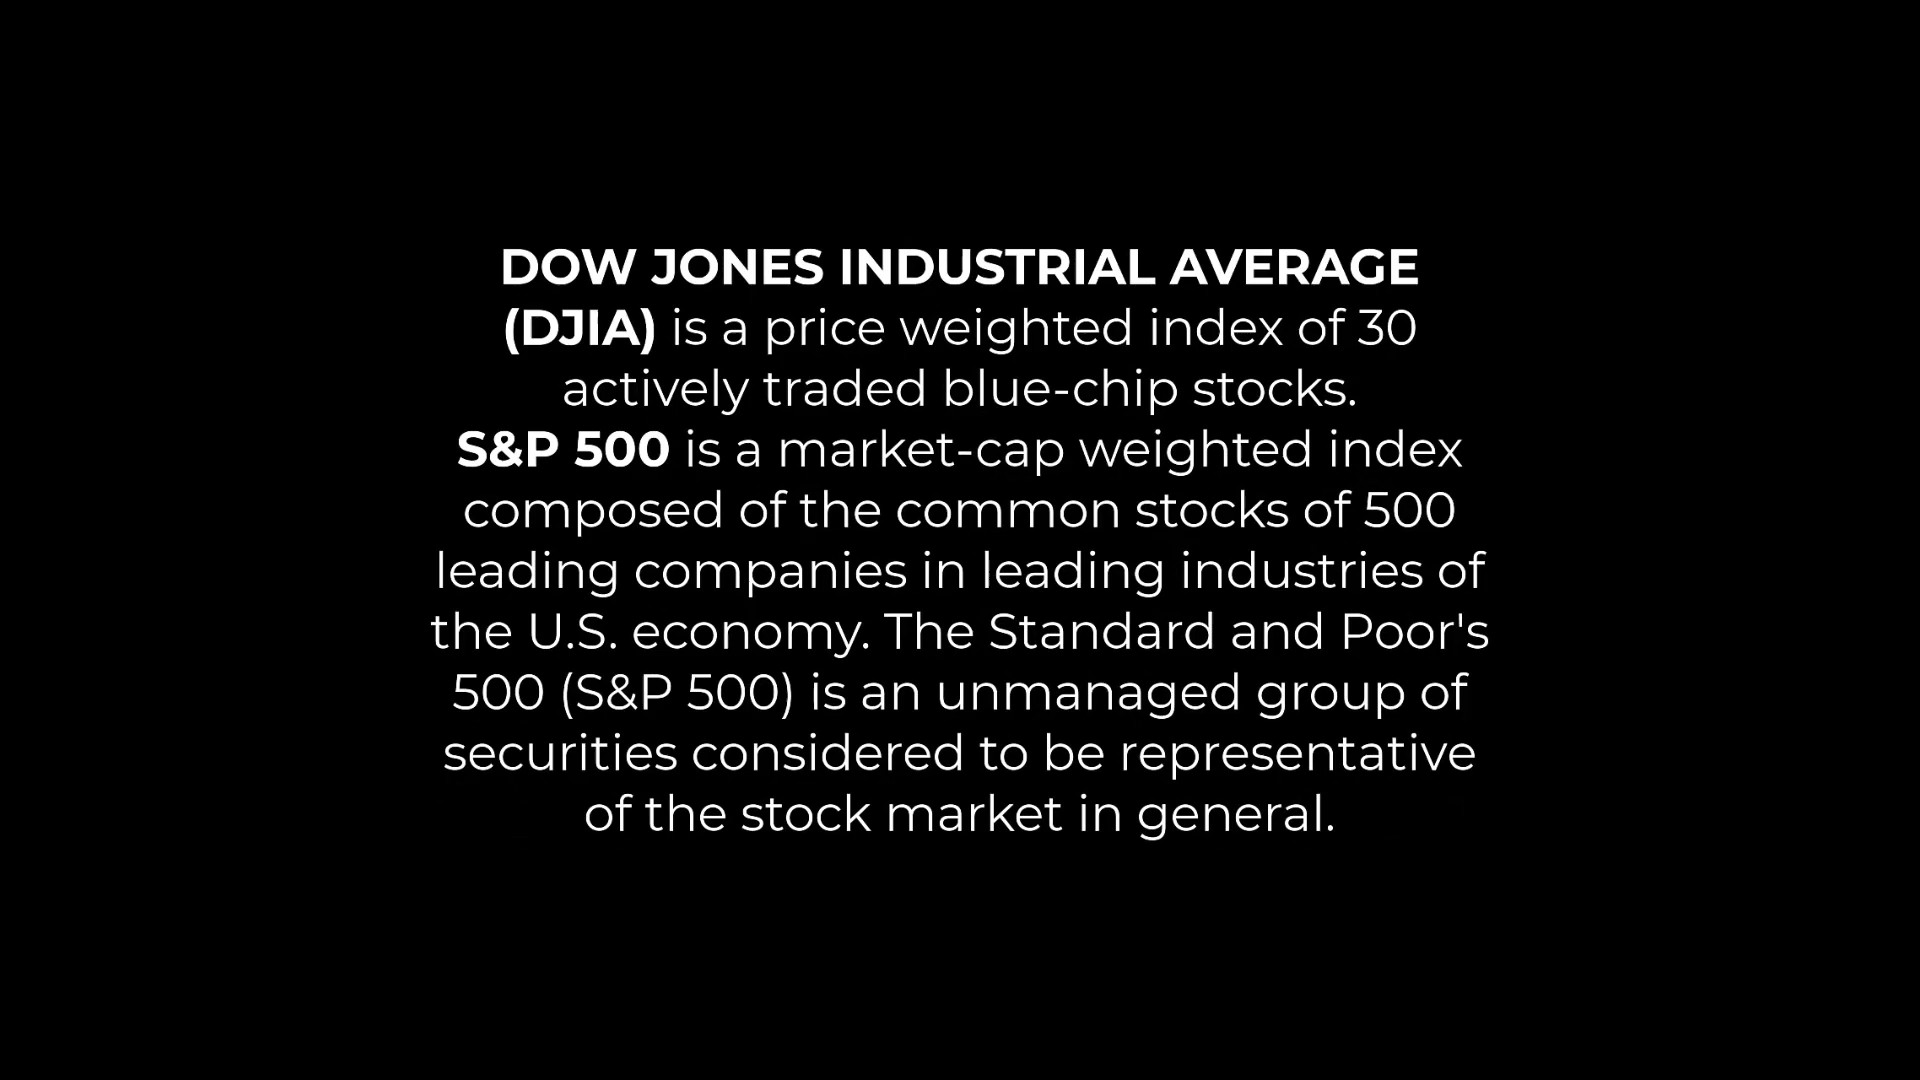 DOW JONES INDUSTRIAL AVERAGE
(DJIA) is a price weighted index of 30
actively traded blue-chip stocks.
S&P 500 is a market-cap weighted index
composed of the common stocks of 500
leading companies in leading industries of
the U.S. economy. The Standard and Poor's
500 (S&P 500) is an unmanaged group of
securities considered to be representative
of the stock market in general.